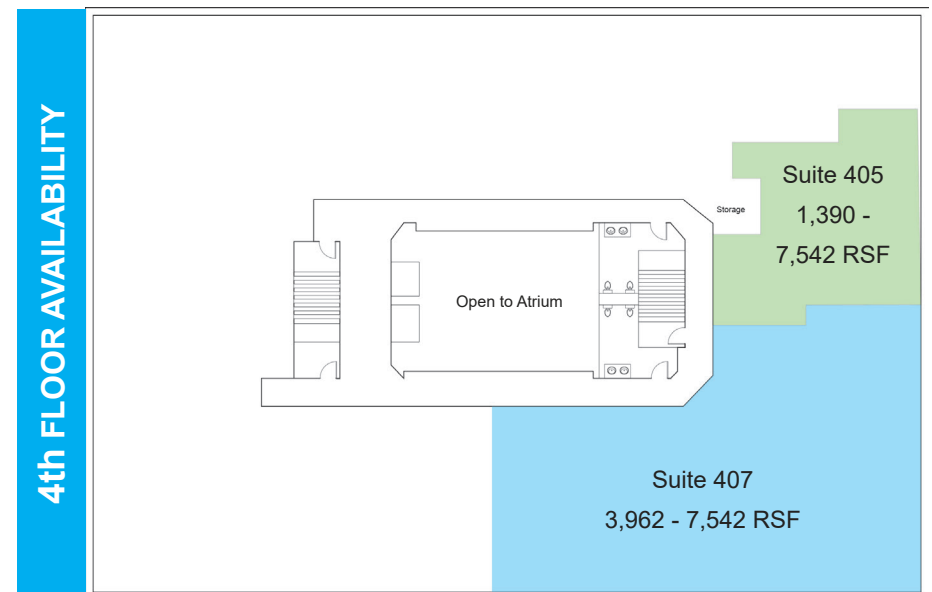 4th FLOOR AVAILABILITY
Suite 405
1,390 -
7,542 RSF
Storage
Open to Atrium
Suite 407
3,962 - 7,542 RSF